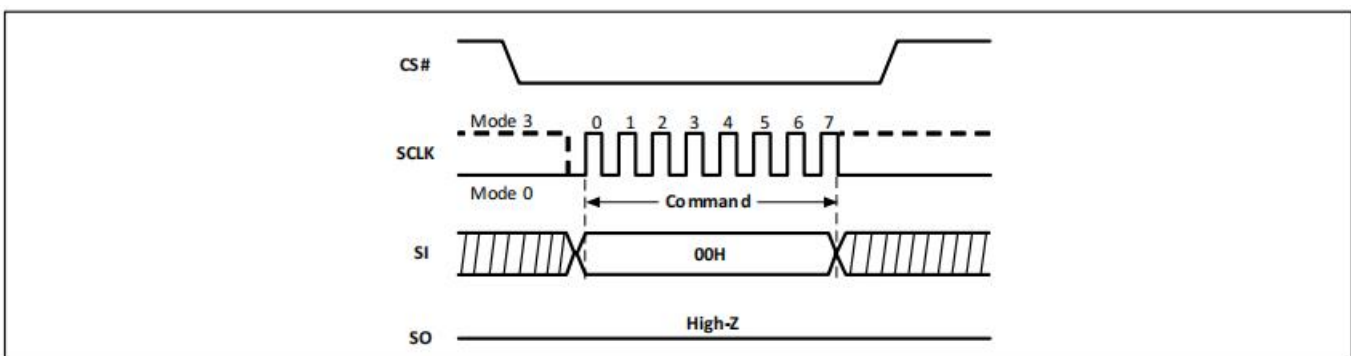 CS#
Mode 3
0 1 2 3 4 5 6 7
SCLK
Mode 0
Command
SI
00H
High-Z
SO